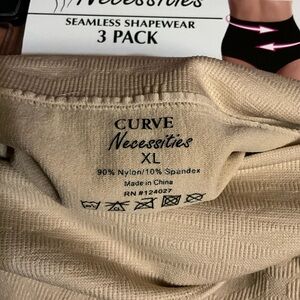 Necessities
SEAMLESS SHAPEWEAR
3 PACK
CURVE
Necessities
XL
90% Nylon/10% Spandex
Made in China
RN #124027